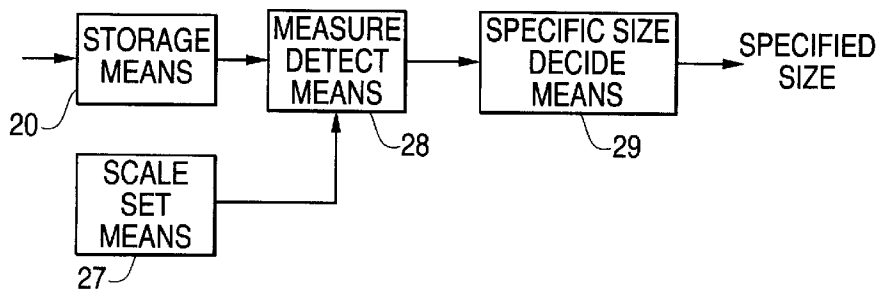 STORAGE
MEANS
20
MEASURE
DETECT
MEANS
28
SPECIFIC SIZE
DECIDE
MEANS
29
SPECIFIED
SIZE
SCALE
SET
MEANS
27